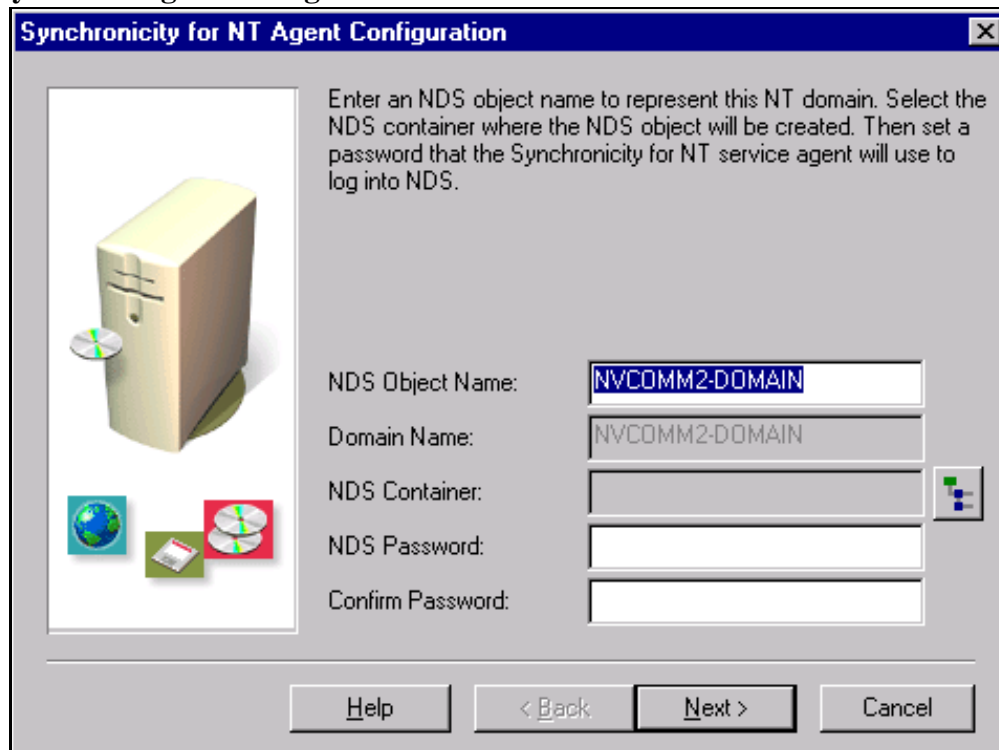 Synchronicity for NT Agent Configuration
Enter an NDS object name to represent this NT domain. Select the
NDS container where the NDS object will be created. Then set a
password that the Synchronicity for NT service agent will use to
log into NDS.
NDS Object Name: NVCOMM2-DOMAIN
Domain Name: NVCOMM2-DOMAIN
NDS Container:
NDS Password:
Confirm Password:
Help < Back Next > Cancel